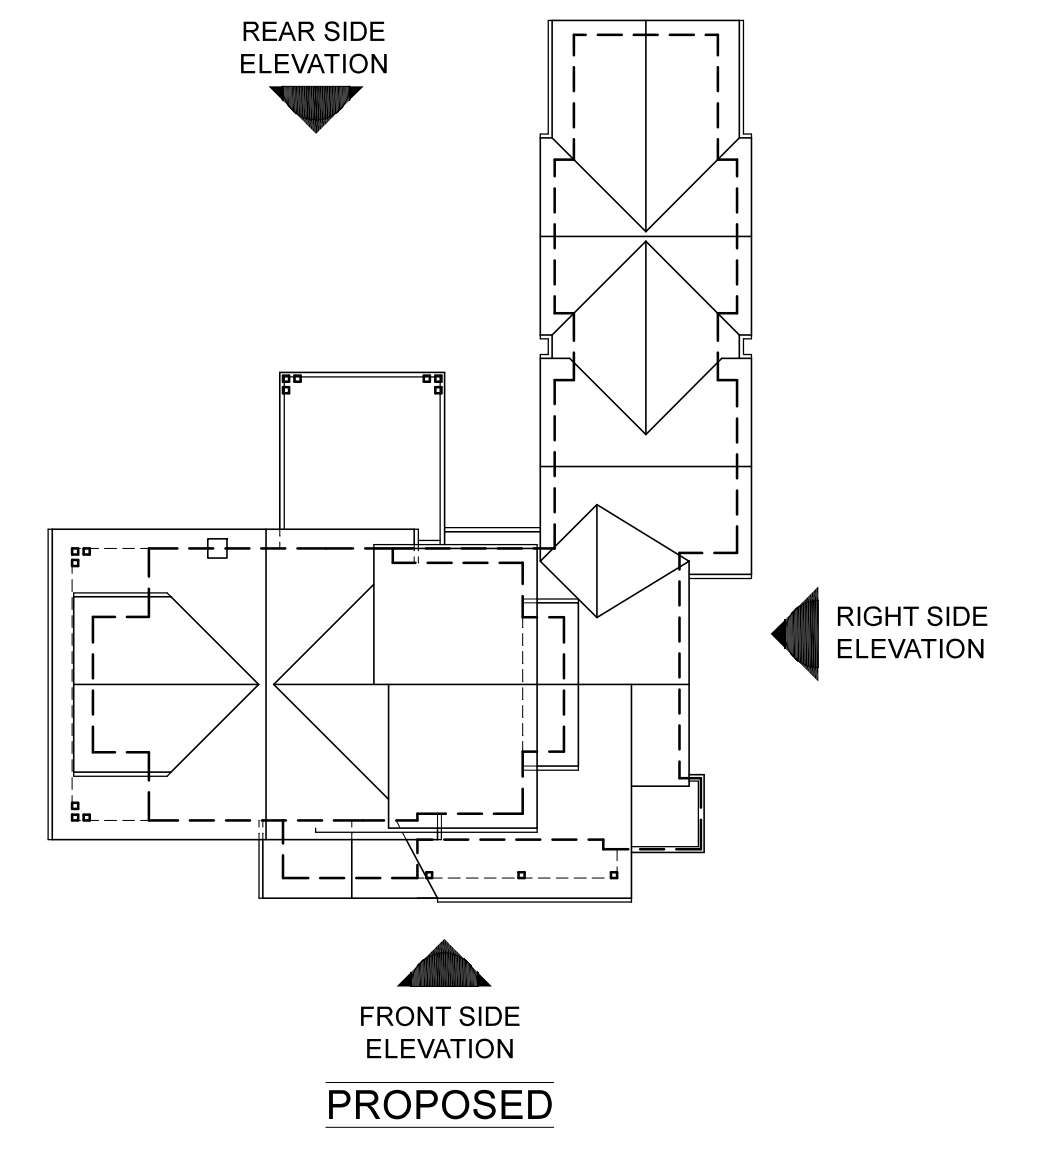 REAR SIDE
ELEVATION
RIGHT SIDE
ELEVATION
FRONT SIDE
ELEVATION
PROPOSED